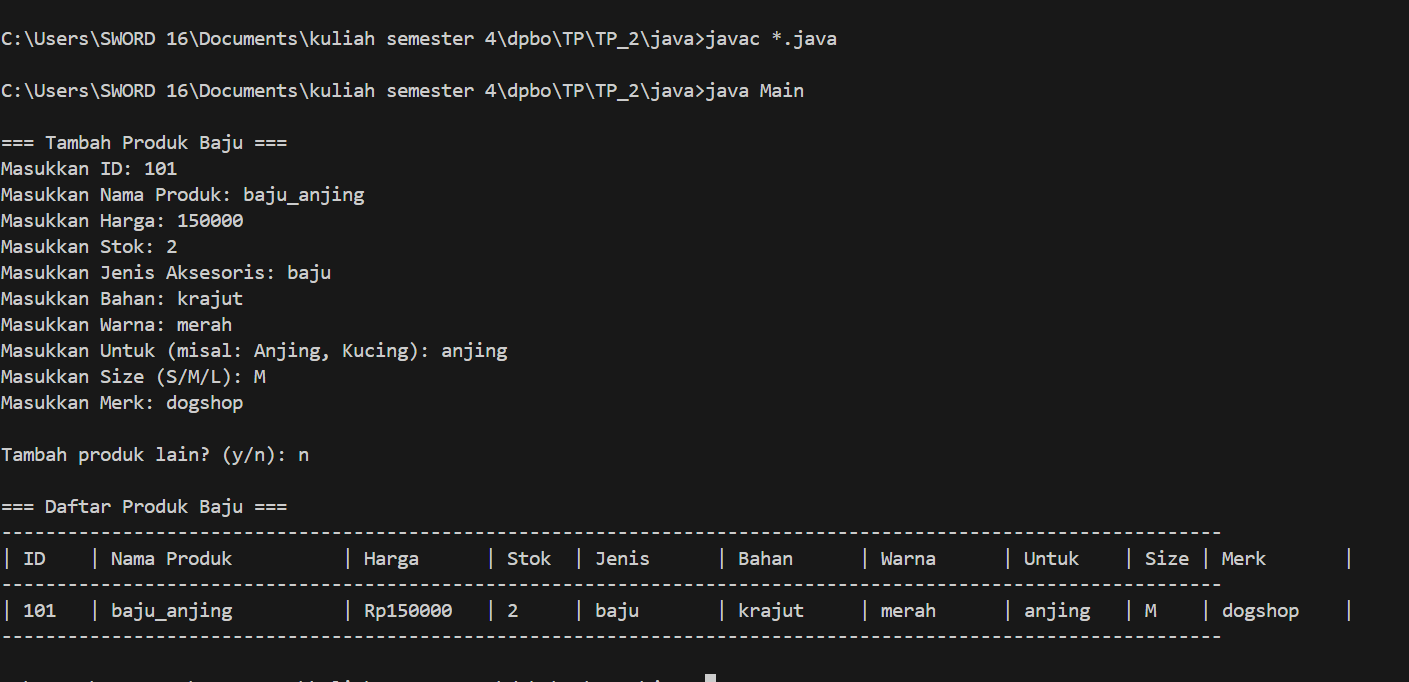 C:\Users\SWORD 16\Documents\kuliah semester 4\dpbo\TP\TP_2\java>javac *.java
C:\Users\SWORD 16\Documents\kuliah semester 4\dpbo\TP\TP_2\java>java Main
=== Tambah Produk Baju ===
Masukkan ID: 101
Masukkan Nama Produk: baju_anjing
Masukkan Harga: 150000
Masukkan Stok: 2
Masukkan Jenis Aksesoris: baju
Masukkan Bahan: krajut
Masukkan Warna: merah
Masukkan Untuk (misal: Anjing, Kucing): anjing
Masukkan Size (S/M/L): M
Masukkan Merk: dogshop
Tambah produk lain? (y/n): n
=== Daftar Produk Baju ===
---------------------------------------------------------------------------------------------------------------
| ID   | Nama Produk          | Harga      | Stok  | Jenis      | Bahan      | Warna      | Untuk    | Size | Merk       |
---------------------------------------------------------------------------------------------------------------
| 101  | baju_anjing          | Rp150000   | 2     | baju       | krajut     | merah      | anjing   | M    | dogshop    |
---------------------------------------------------------------------------------------------------------------